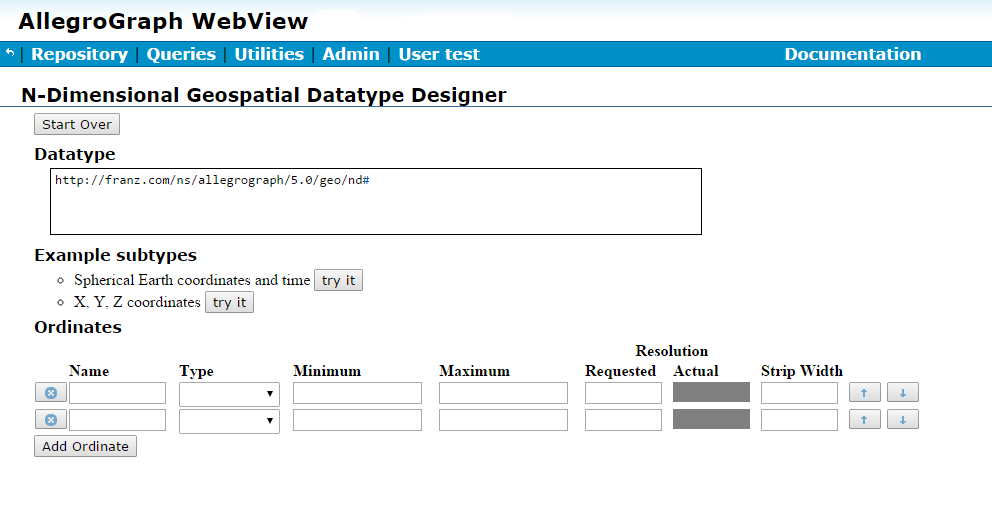 AllegroGraph WebView
Repository | Queries | Utilities | Admin | User test Documentation
N-Dimensional Geospatial Datatype Designer
Start Over
Datatype
http://franz.com/ns/allegrograph/5.0/geo/nd#
Example subtypes
Spherical Earth coordinates and time try it
X, Y, Z coordinates try it
Ordinates
Resolution
Name Type Minimum Maximum Requested Actual Strip Width
Add Ordinate